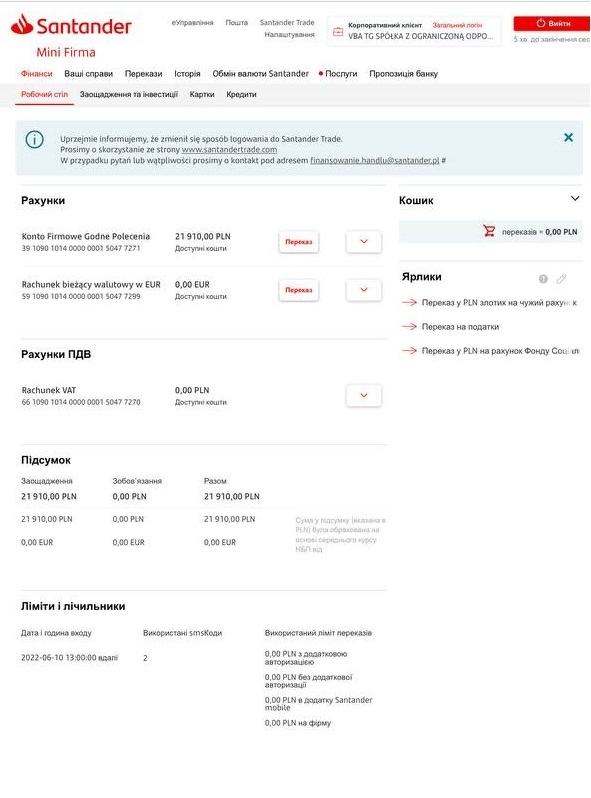 Santander
Mini Firma
еУправління Пошта Santander Trade
Налаштування
Корпоративний клієнт Загальний логін
VBA TG SPÓŁKA Z ОГРАНИЧЕНОЮ ОДПО...
Вийти
5 хв. до закінчення сес
Фінанси Ваші справи Перекази Історія Обмін валюти Santander Послуги Пропозиція банку
Робочий стіл Заощадження та інвестиції Картки Кредити
Uprzejmie informujemy, że zmienił się sposób logowania do Santander Trade.
Prosimy o skorzystanie ze strony www.santandertrade.com
W przypadku pytań lub wątpliwości prosimy o kontakt pod adresem finansowanie.handlu@santander.pl #
Рахунки
Konto Firmowe Godne Polecenia 21 910,00 PLN Переказ
39 1090 1014 0000 0001 5047 7271 Доступні кошти
Rachunek bieżący walutowy w EUR 0,00 EUR Переказ
59 1090 1014 0000 0001 5047 7299 Доступні кошти
Рахунки ПДВ
Rachunek VAT 0,00 PLN
66 1090 1014 0000 0001 5047 7270 Доступні кошти
Підсумок
Заощадження Зобов'язання Разом
21 910,00 PLN 0,00 PLN 21 910,00 PLN
21 910,00 PLN 0,00 PLN 21 910,00 PLN
0,00 EUR 0,00 EUR 0,00 EUR
Сума у підсумку (вказана в
PLN) була обрахована на
основі середнього курсу
НБП від
Ліміти і лічильники
Дата і година входу Використані smsКоди Використаний ліміт переказів
2022-06-10 13:00:00 вдалі 2
0,00 PLN з додатковою
авторизацією
0,00 PLN без додаткової
авторизації
0,00 PLN в додатку Santander
mobile
0,00 PLN на фірму
Кошик
переказів = 0,00 PLN
Ярлики
Переказ у PLN злотих на чужий рахунок
Переказ на податки
Переказ у PLN на рахунок Фонду Соціал